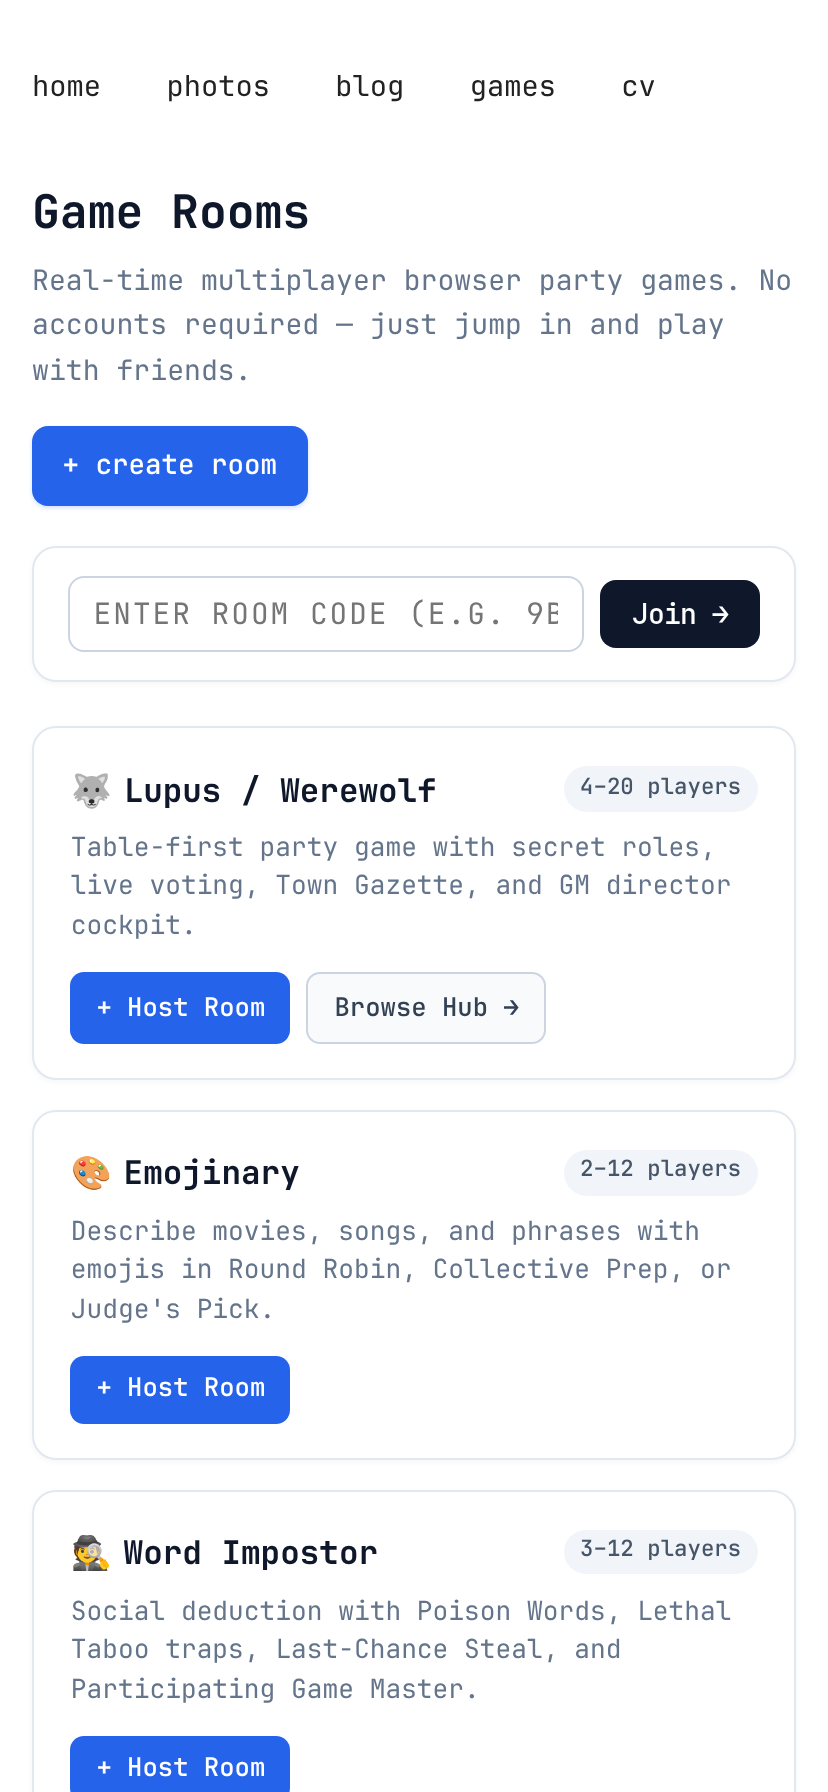 home photos blog games cv
Game Rooms
Real-time multiplayer browser party games. No
accounts required — just jump in and play
with friends.
+ create room
ENTER ROOM CODE (E.G. 9B
Join →
🐺 Lupus / Werewolf
4–20 players
Table-first party game with secret roles,
live voting, Town Gazette, and GM director
cockpit.
+ Host Room
Browse Hub →
🎨 Emojinary
2–12 players
Describe movies, songs, and phrases with
emojis in Round Robin, Collective Prep, or
Judge's Pick.
+ Host Room
🕵️ Word Impostor
3–12 players
Social deduction with Poison Words, Lethal
Taboo traps, Last-Chance Steal, and
Participating Game Master.
+ Host Room